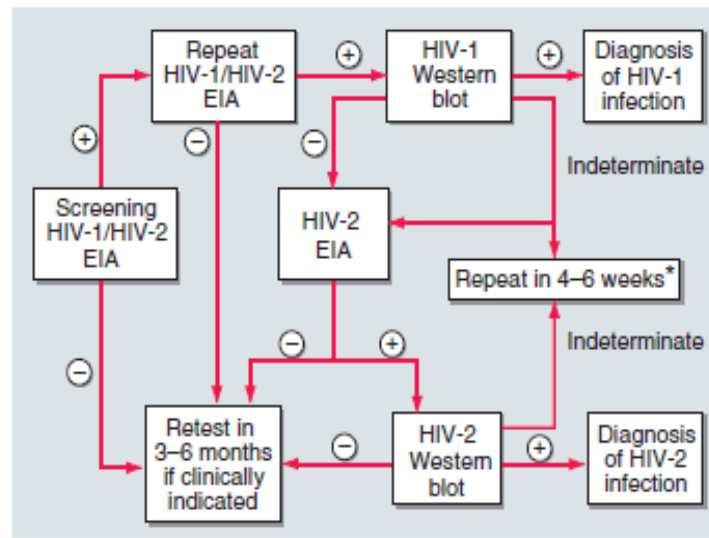 Repeat
HIV-1/HIV-2
EIA
+
HIV-1
Western
blot
+
Diagnosis
of HIV-1
infection
+
−
−
Indeterminate
Screening
HIV-1/HIV-2
EIA
HIV-2
EIA
Repeat in 4–6 weeks*
−
−
+
Indeterminate
Retest in
3–6 months
if clinically
indicated
−
HIV-2
Western
blot
+
Diagnosis
of HIV-2
infection